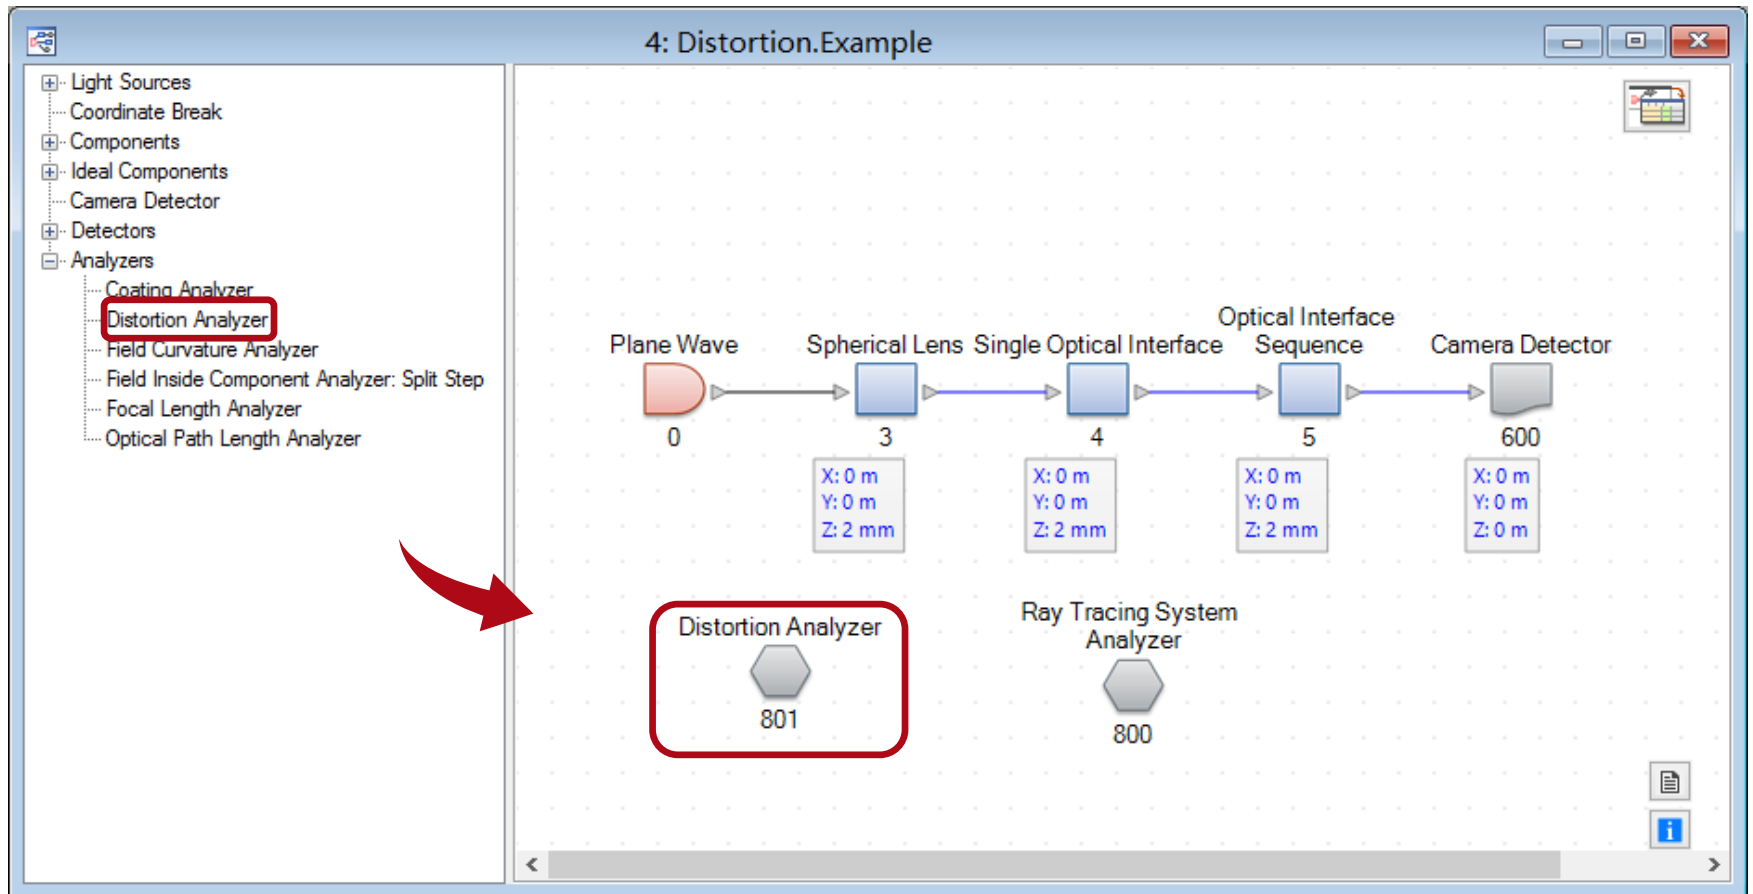 4: Distortion.Example
Light Sources
Coordinate Break
Components
Ideal Components
Camera Detector
Detectors
Analyzers
Coating Analyzer
Distortion Analyzer
Field Curvature Analyzer
Field Inside Component Analyzer: Split Step
Focal Length Analyzer
Optical Path Length Analyzer
Plane Wave
0
Spherical Lens
3
X: 0 m
Y: 0 m
Z: 2 mm
Single Optical Interface
4
X: 0 m
Y: 0 m
Z: 2 mm
Optical Interface
Sequence
5
X: 0 m
Y: 0 m
Z: 2 mm
Camera Detector
600
X: 0 m
Y: 0 m
Z: 0 m
Distortion Analyzer
801
Ray Tracing System
Analyzer
800
i